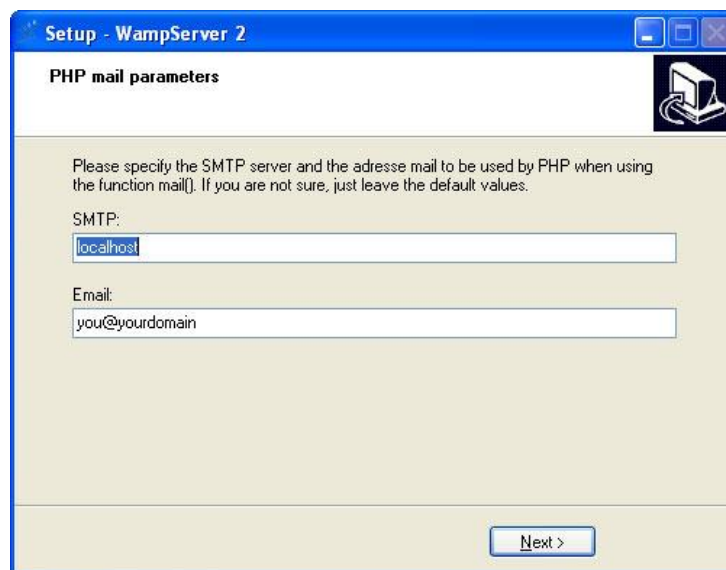 Setup - WampServer 2
PHP mail parameters
Please specify the SMTP server and the adresse mail to be used by PHP when using
the function mail(). If you are not sure, just leave the default values.
SMTP:
localhost
Email:
you@yourdomain
Next >